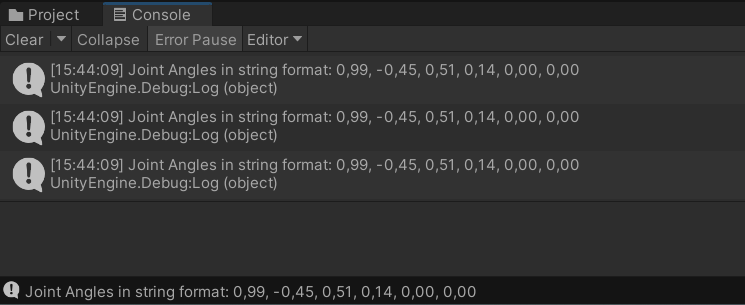 Project Console
Clear Collapse Error Pause Editor
[15:44:09] Joint Angles in string format: 0,99, -0,45, 0,51, 0,14, 0,00, 0,00
UnityEngine.Debug:Log (object)
[15:44:09] Joint Angles in string format: 0,99, -0,45, 0,51, 0,14, 0,00, 0,00
UnityEngine.Debug:Log (object)
[15:44:09] Joint Angles in string format: 0,99, -0,45, 0,51, 0,14, 0,00, 0,00
UnityEngine.Debug:Log (object)
Joint Angles in string format: 0,99, -0,45, 0,51, 0,14, 0,00, 0,00